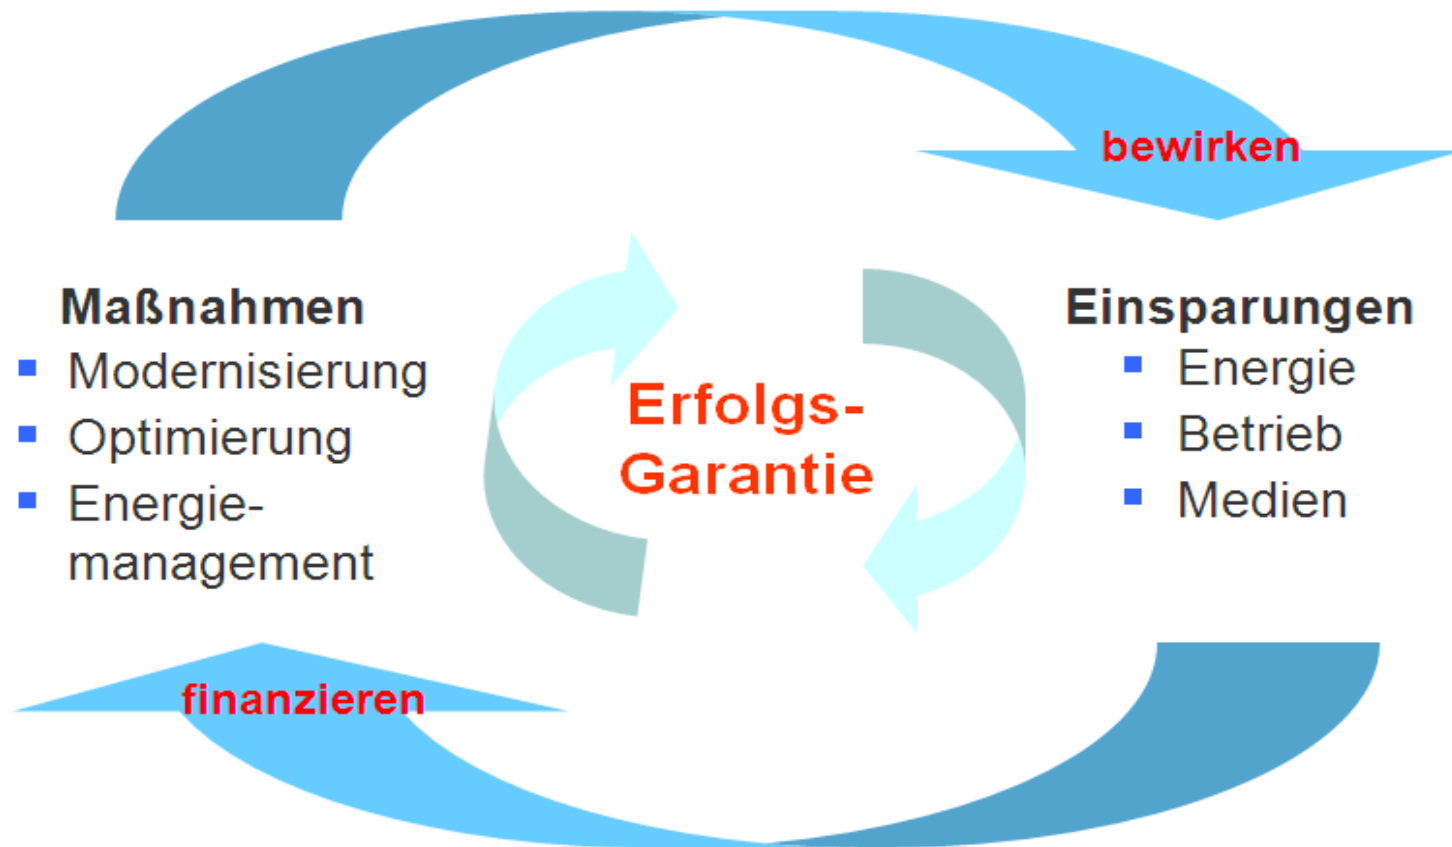 bewirken
Maßnahmen
Modernisierung
Optimierung
Energie-
management
Erfolgs-
Garantie
Einsparungen
Energie
Betrieb
Medien
finanzieren